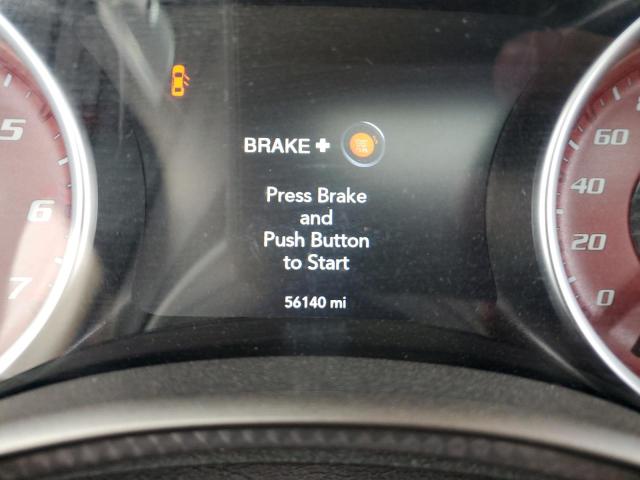 BRAKE +
Press Brake
and
Push Button
to Start
56140 mi
5
6
7
60
40
20
0